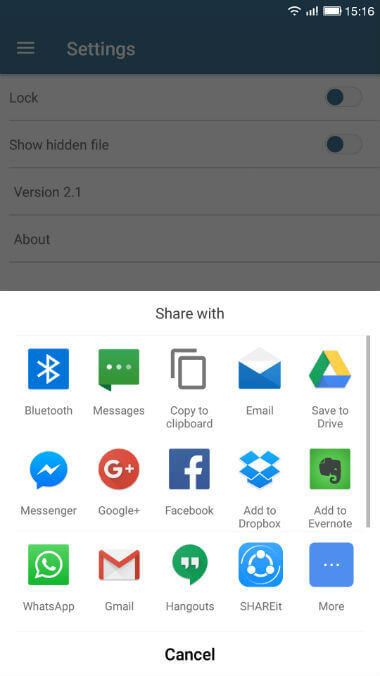 15:16
Settings
Lock
Show hidden file
Version 2.1
About
Share with
Bluetooth
Messages
Copy to
clipboard
Email
Save to
Drive
Messenger
G+
Google+
f
Facebook
Add to
Dropbox
Add to
Evernote
WhatsApp
Gmail
Hangouts
SHAREit
More
Cancel